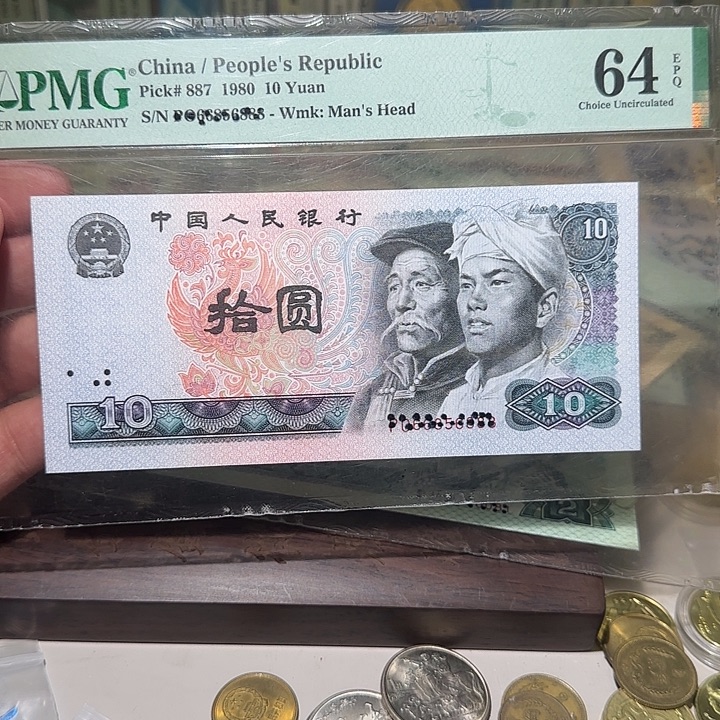 PMG
®
ER MONEY GUARANTY
China / People's Republic
Pick# 887 1980 10 Yuan
S/N - Wmk: Man's Head
64
EPQ
Choice Uncirculated
中国人民银行
10
拾圆
10
10